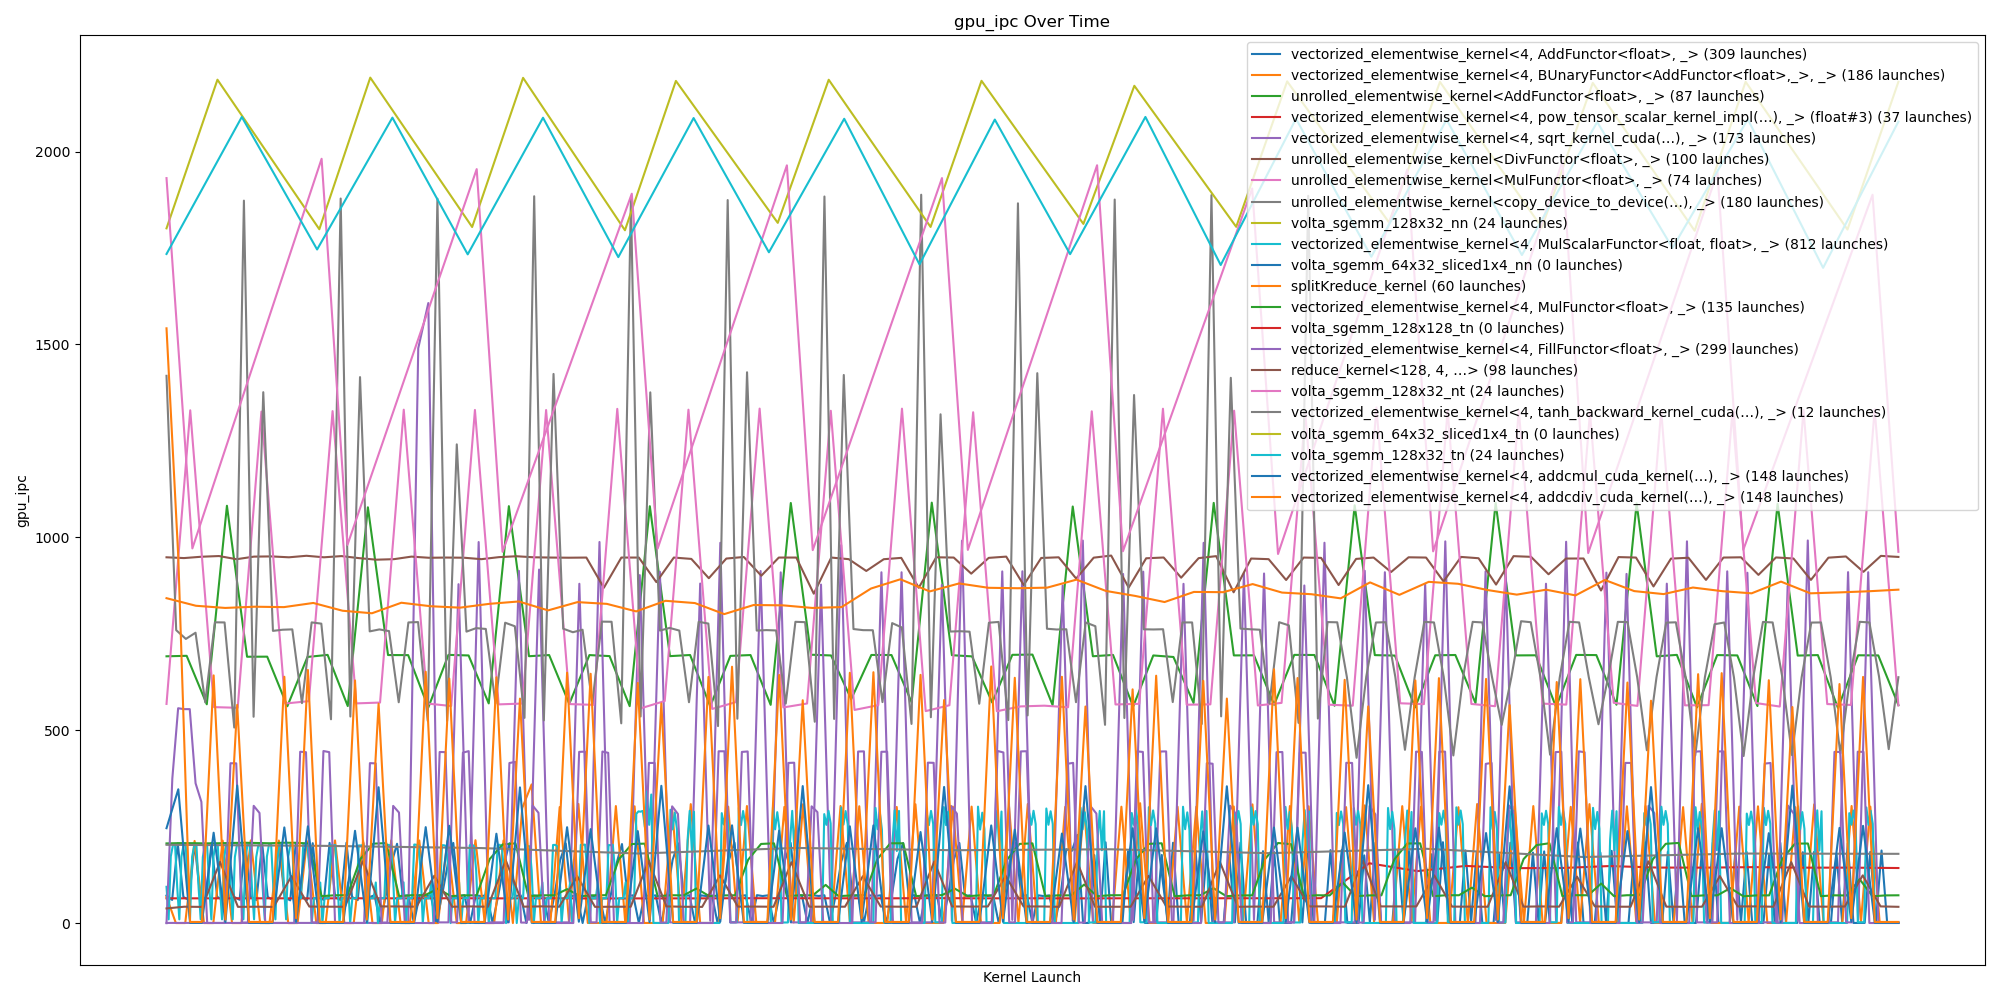 gpu_ipc Over Time
vectorized_elementwise_kernel<4, AddFunctor<float>, _> (309 launches)
vectorized_elementwise_kernel<4, BUnaryFunctor<AddFunctor<float>,_>, _> (186 launches)
unrolled_elementwise_kernel<AddFunctor<float>, _> (87 launches)
vectorized_elementwise_kernel<4, pow_tensor_scalar_kernel_impl(...), _> (float#3) (37 launches)
vectorized_elementwise_kernel<4, sqrt_kernel_cuda(...), _> (173 launches)
unrolled_elementwise_kernel<DivFunctor<float>, _> (100 launches)
unrolled_elementwise_kernel<MulFunctor<float>, _> (74 launches)
unrolled_elementwise_kernel<copy_device_to_device(...), _> (180 launches)
volta_sgemm_128x32_nn (24 launches)
vectorized_elementwise_kernel<4, MulScalarFunctor<float, float>, _> (812 launches)
volta_sgemm_64x32_sliced1x4_nn (0 launches)
splitKreduce_kernel (60 launches)
vectorized_elementwise_kernel<4, MulFunctor<float>, _> (135 launches)
volta_sgemm_128x128_tn (0 launches)
vectorized_elementwise_kernel<4, FillFunctor<float>, _> (299 launches)
reduce_kernel<128, 4, ...> (98 launches)
volta_sgemm_128x32_nt (24 launches)
vectorized_elementwise_kernel<4, tanh_backward_kernel_cuda(...), _> (12 launches)
volta_sgemm_64x32_sliced1x4_tn (0 launches)
volta_sgemm_128x32_tn (24 launches)
vectorized_elementwise_kernel<4, addcmul_cuda_kernel(...), _> (148 launches)
vectorized_elementwise_kernel<4, addcdiv_cuda_kernel(...), _> (148 launches)
2000
1500
1000
500
0
gpu_ipc
Kernel Launch